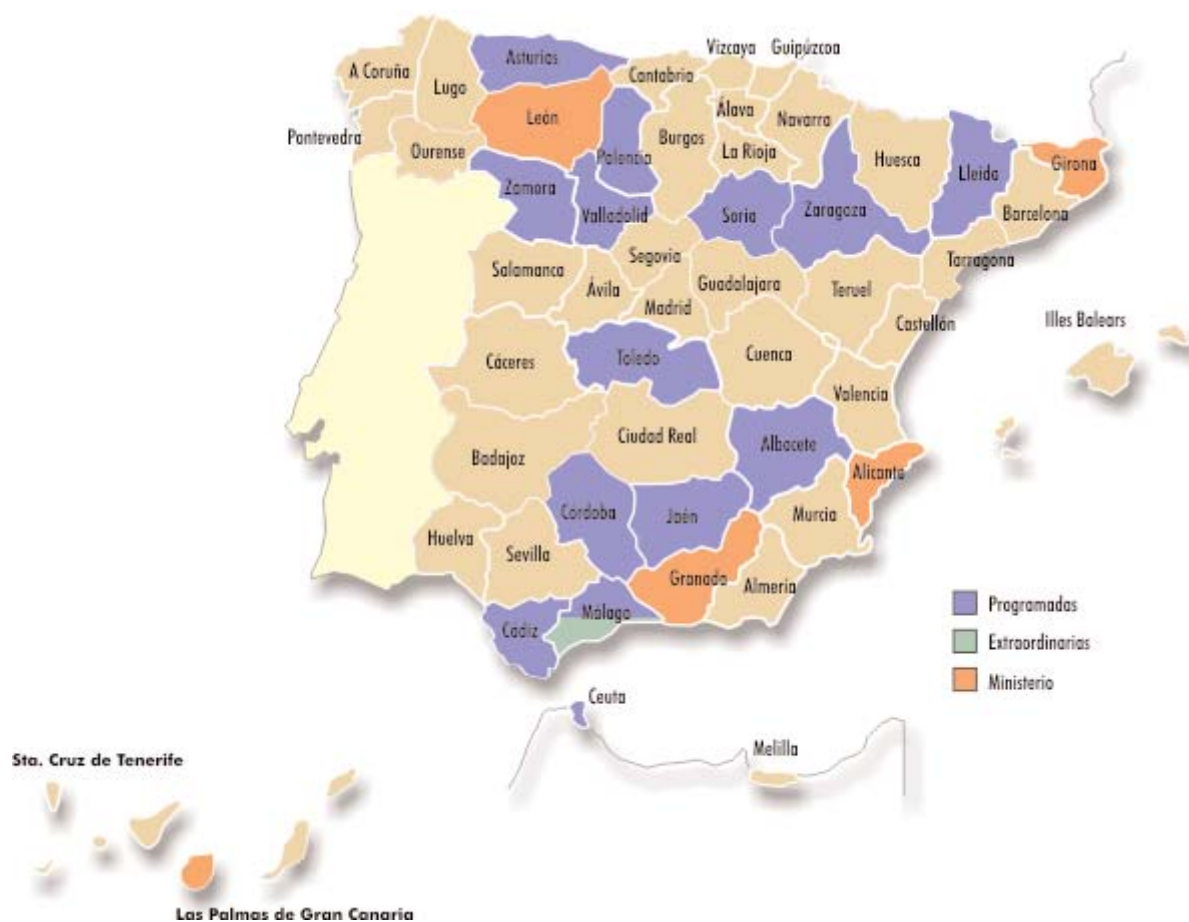 Vizcaya
Guipúzcoa
Asturias
A Coruña
Lugo
Cantabria
León
Álava
Navarra
Pontevedra
Ourense
Burgos
La Rioja
Palencia
Huesca
Lleida
Girona
Zamora
Valladolid
Soria
Zaragoza
Barcelona
Salamanca
Segovia
Ávila
Guadalajara
Tarragona
Madrid
Teruel
Castellón
Illes Balears
Cáceres
Toledo
Cuenca
Valencia
Ciudad Real
Albacete
Badajoz
Alicante
Córdoba
Jaén
Murcia
Huelva
Sevilla
Granada
Almería
Málaga
Cádiz
Programadas
Extraordinarias
Ministerio
Ceuta
Melilla
Sta. Cruz de Tenerife
Las Palmas de Gran Canaria